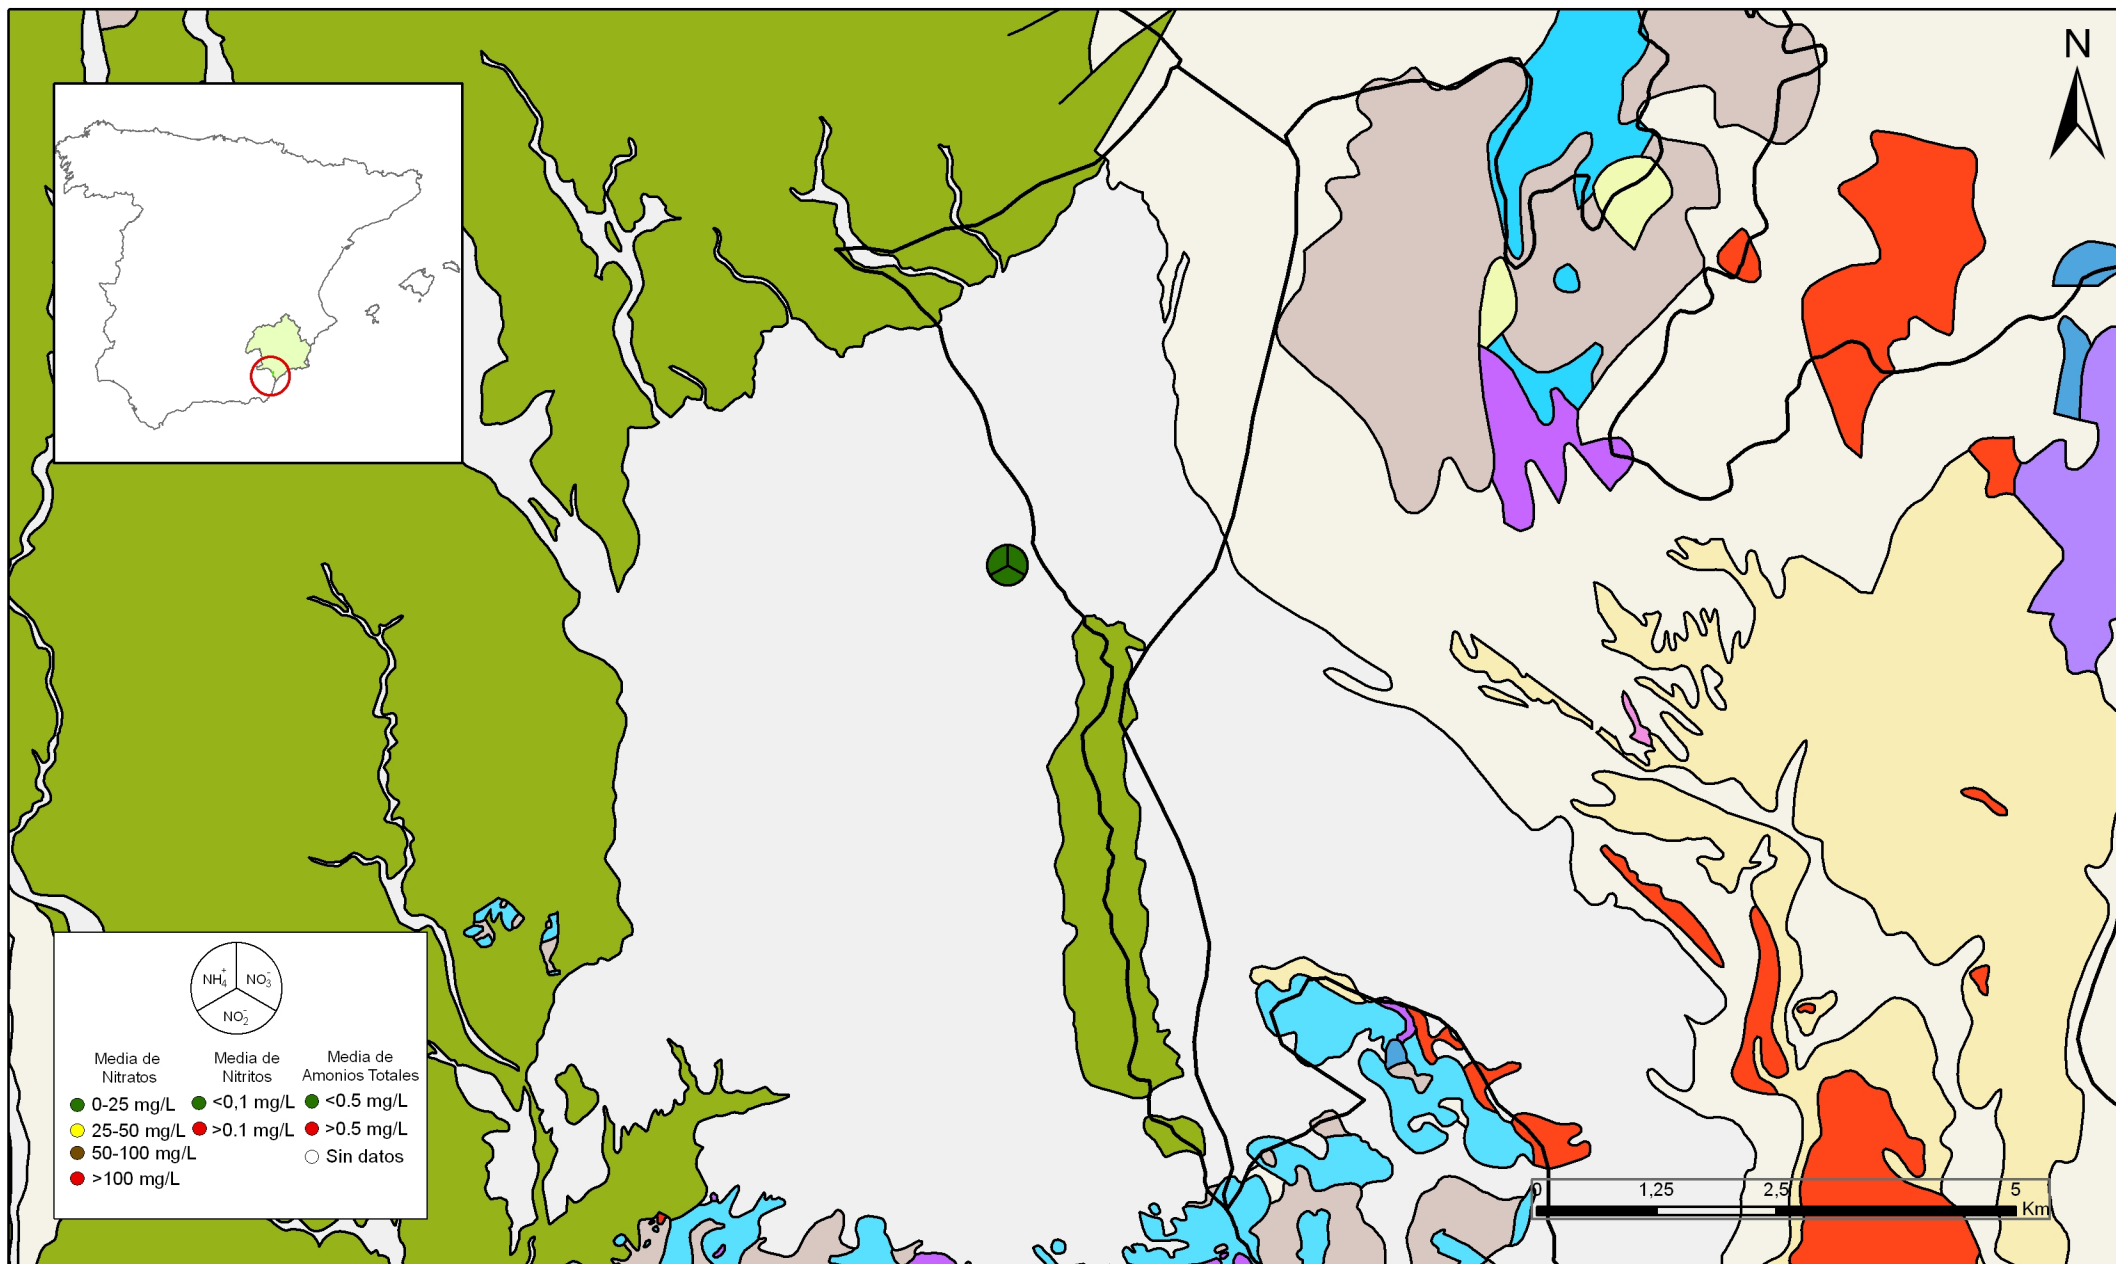 N
NH4+ NO3-
NO2-
Media de Nitratos
Media de Nitritos
Media de Amonios Totales
0-25 mg/L
<0,1 mg/L
<0.5 mg/L
25-50 mg/L
>0.1 mg/L
>0.5 mg/L
50-100 mg/L
Sin datos
>100 mg/L
0 1,25 2,5 5
Km